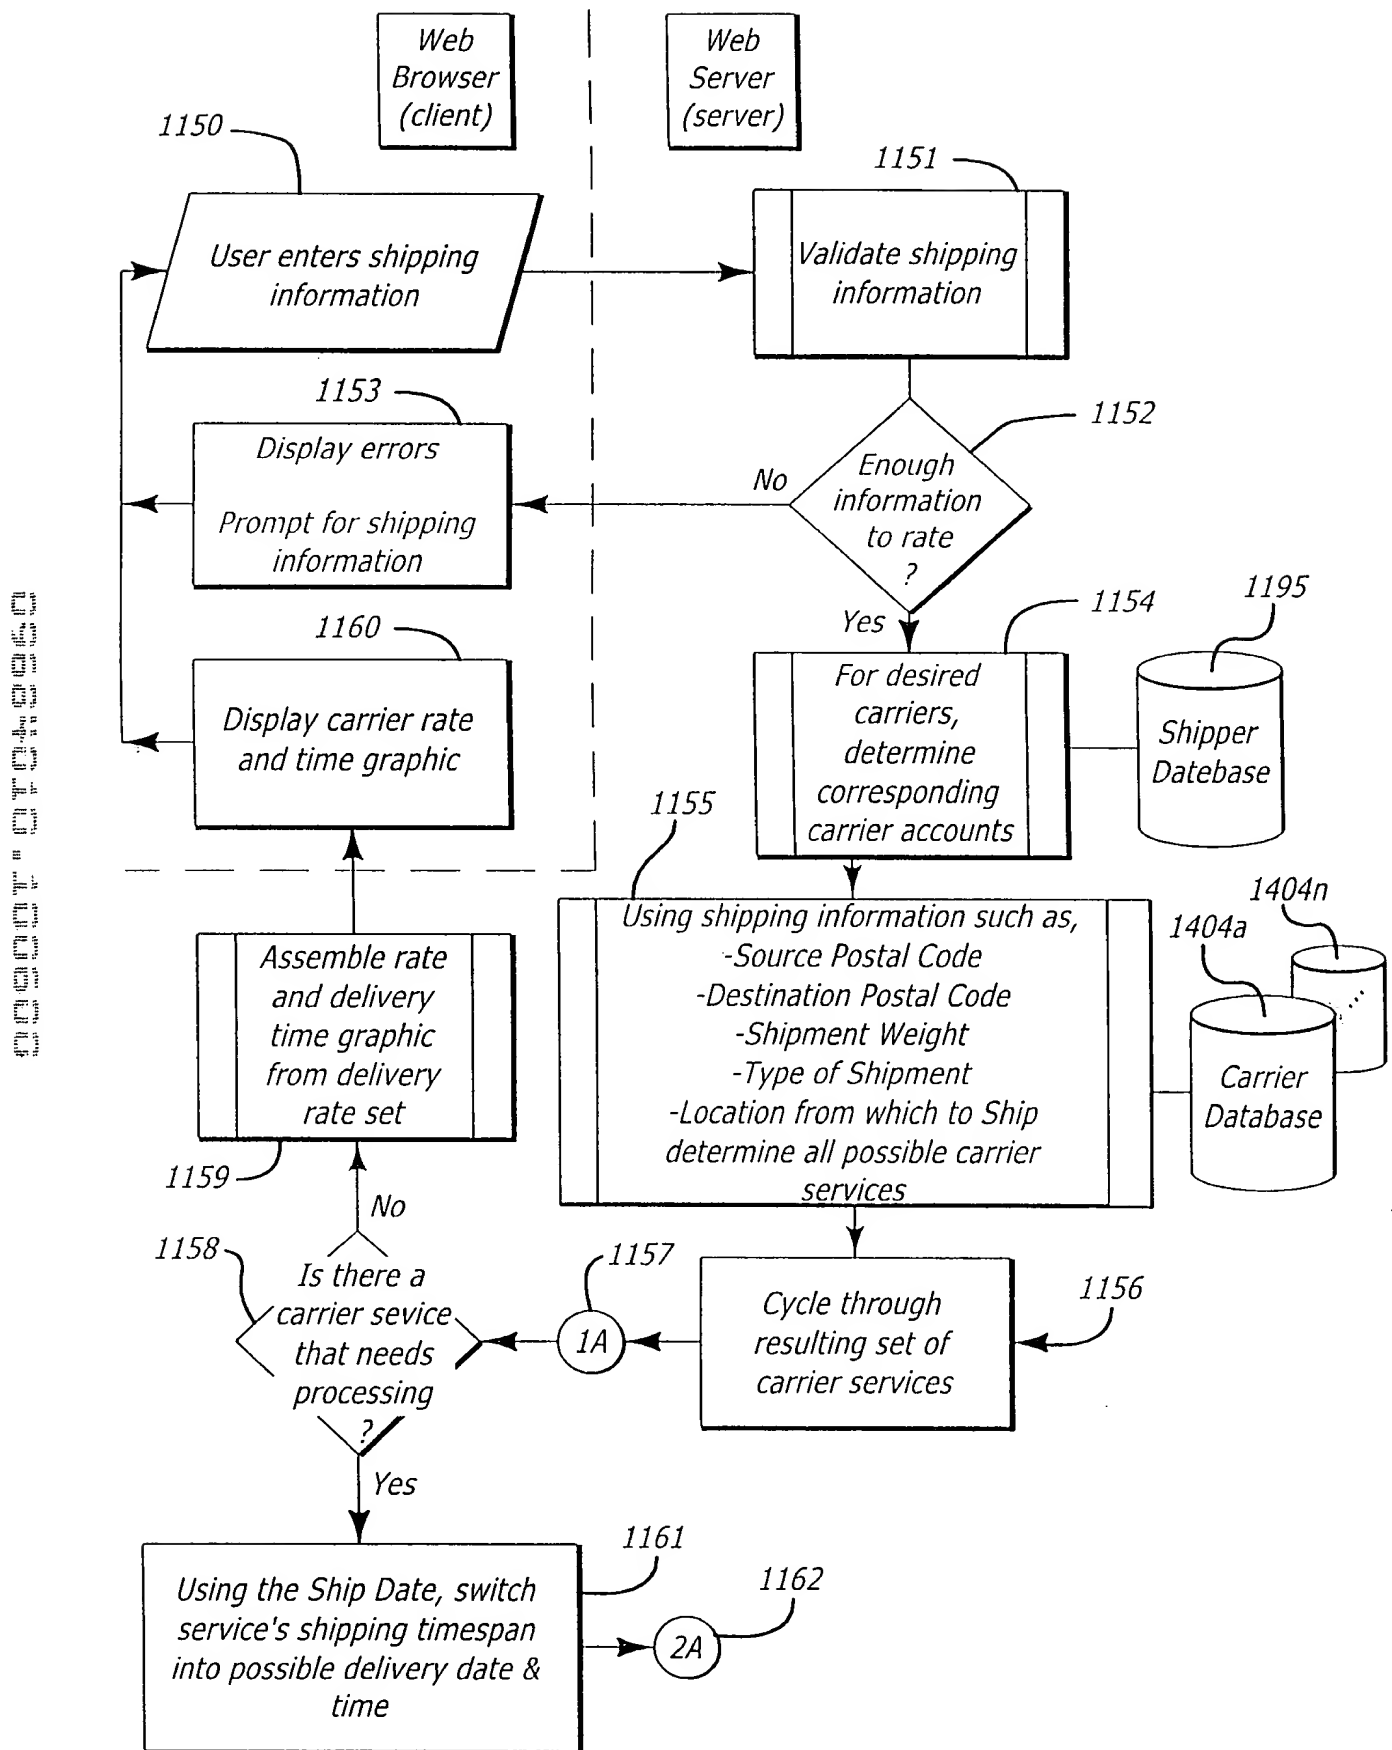 Web
Browser
(client)
Web
Server
(server)
1150
1151
User enters shipping
information
Validate shipping
information
1153
1152
Display errors
Prompt for shipping
information
No
Enough
information
to rate
?
Yes
1160
1154
1195
Display carrier rate
and time graphic
For desired
carriers,
determine
corresponding
carrier accounts
Shipper
Datebase
1155
1404n
1404a
Using shipping information such as,
-Source Postal Code
-Destination Postal Code
-Shipment Weight
-Type of Shipment
-Location from which to Ship
determine all possible carrier
services
Carrier
Database
Assemble rate
and delivery
time graphic
from delivery
rate set
1159
No
1158
Is there a
carrier sevice
that needs
processing
?
1157
1A
1156
Cycle through
resulting set of
carrier services
Yes
1161
Using the Ship Date, switch
service's shipping timespan
into possible delivery date &
time
1162
2A